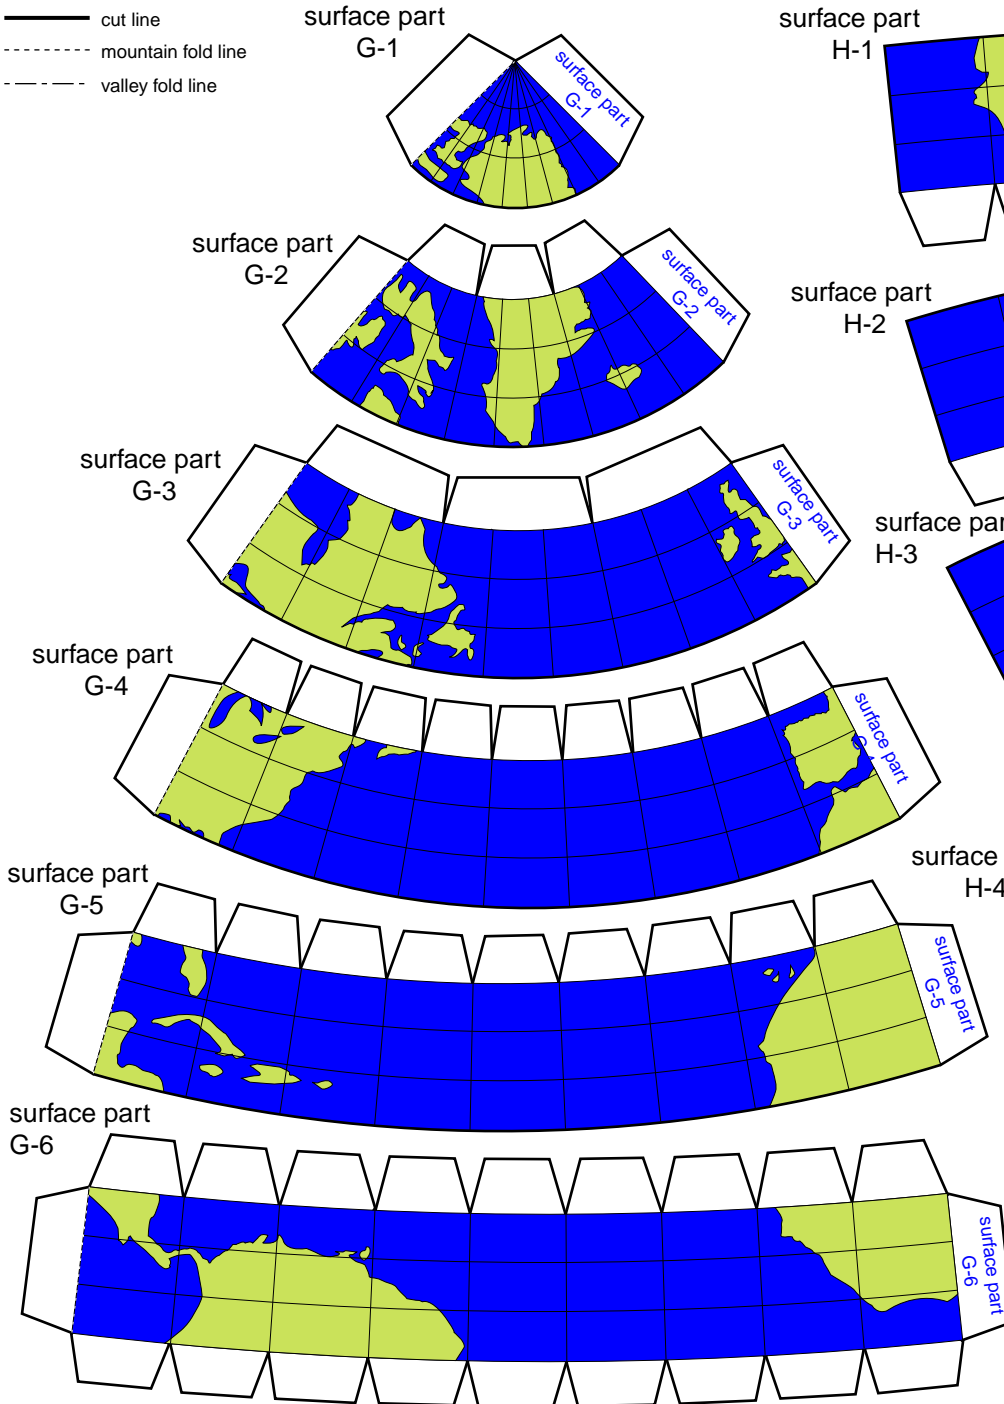 cut line
mountain fold line
valley fold line
surface part
G-1
surface part
G-1
surface part
H-1
surface part
G-2
surface part
G-2
surface part
H-2
surface part
G-3
surface part
G-3
surface par
H-3
surface part
G-4
surface part
surface
H-4
surface part
G-5
surface part
G-5
surface part
G-6
surface part
G-6